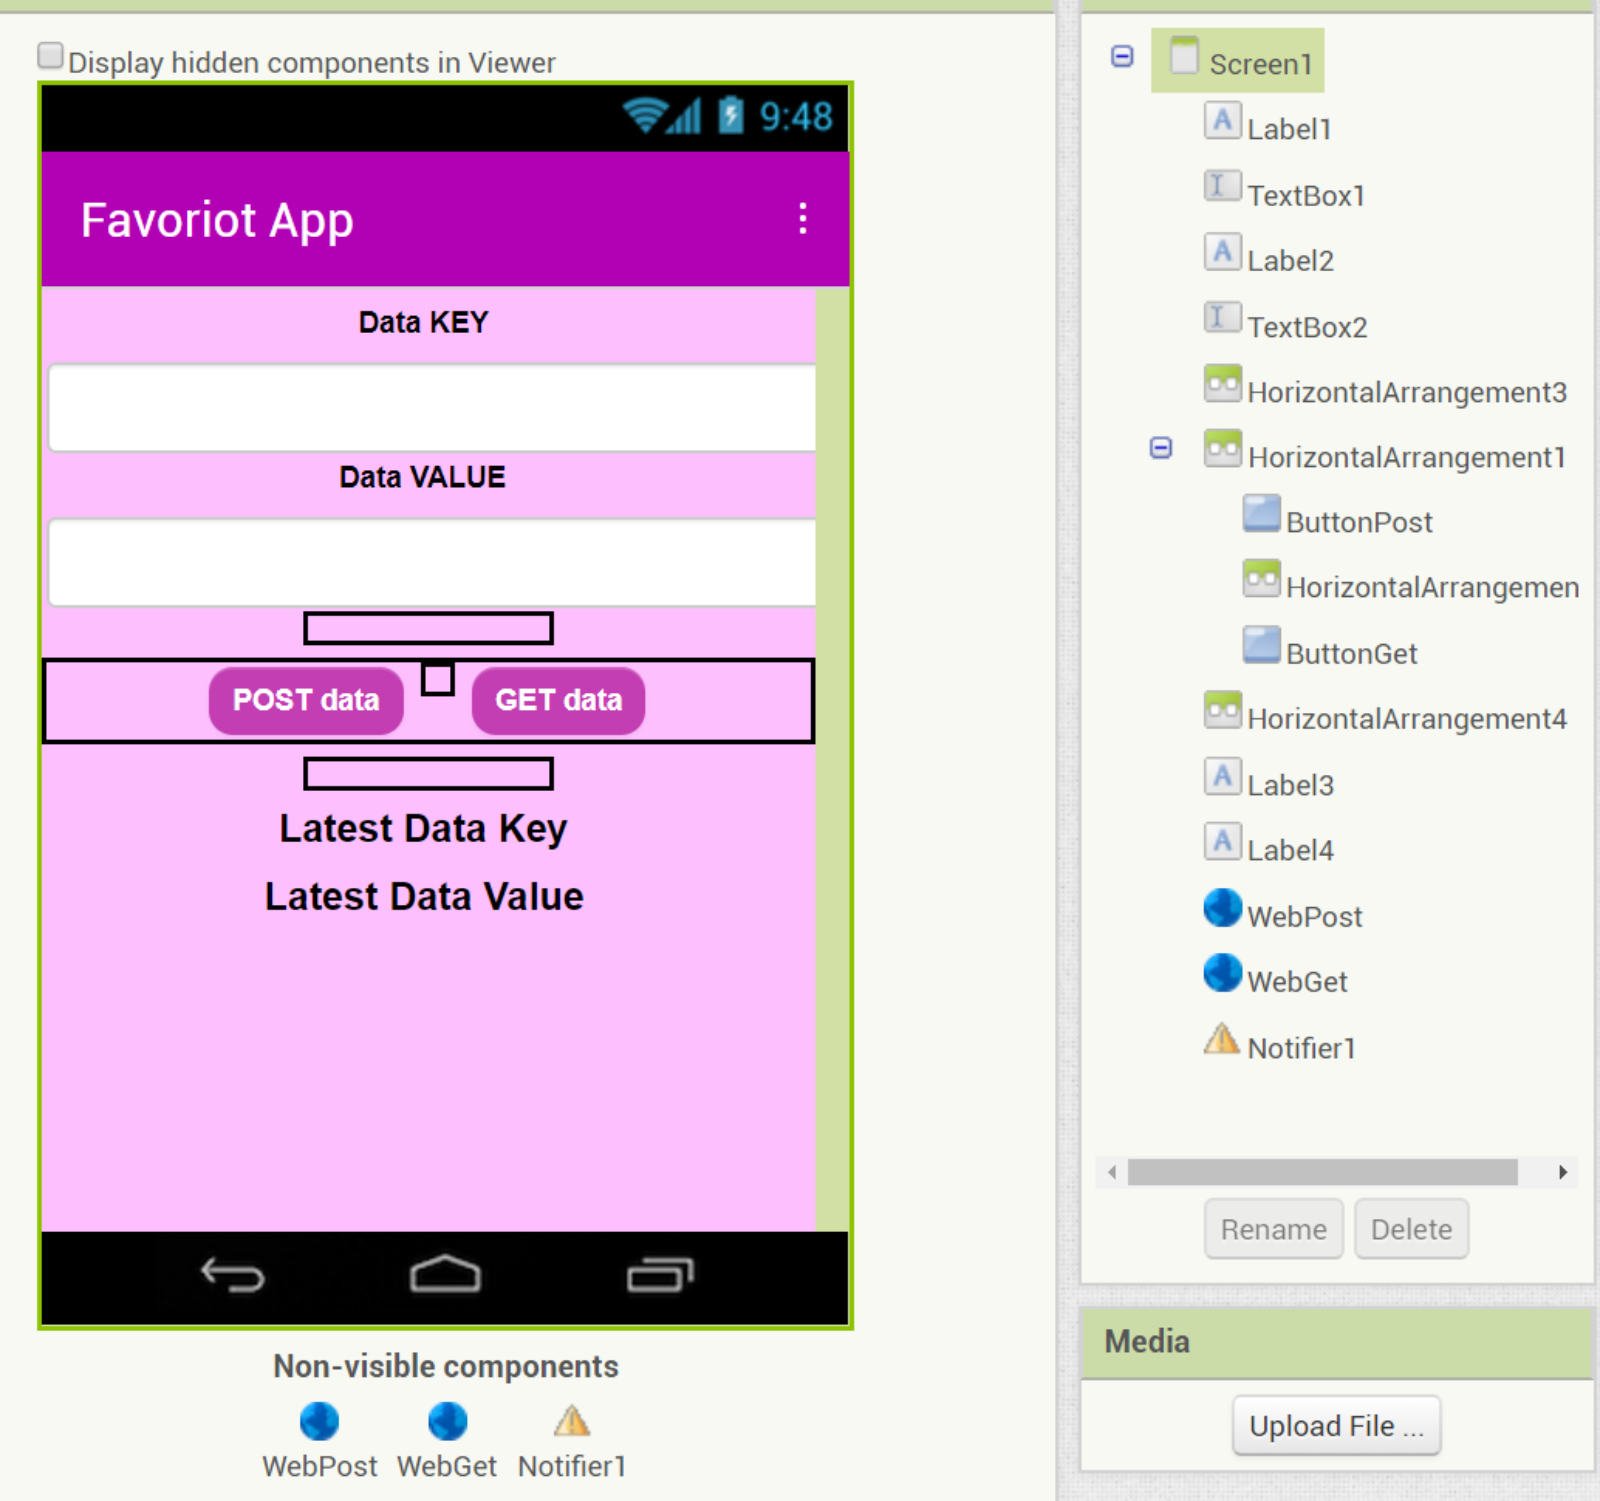 Display hidden components in Viewer
9:48
Favoriot App
Data KEY
Data VALUE
POST data
GET data
Latest Data Key
Latest Data Value
Non-visible components
WebPost
WebGet
Notifier1
Screen1
Label1
TextBox1
Label2
TextBox2
HorizontalArrangement3
HorizontalArrangement1
ButtonPost
HorizontalArrangemen
ButtonGet
HorizontalArrangement4
Label3
Label4
WebPost
WebGet
Notifier1
Rename
Delete
Media
Upload File ...